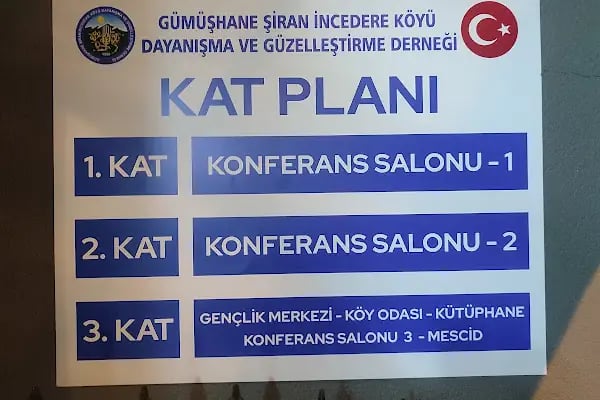 GÜMÜŞHANE ŞİRAN İNCEDERE KÖYÜ
DAYANIŞMA VE GÜZELLEŞTİRME DERNEĞİ
KAT PLANI
1. KAT
KONFERANS SALONU - 1
2. KAT
KONFERANS SALONU - 2
3. KAT
GENÇLİK MERKEZİ - KÖY ODASI - KÜTÜPHANE
KONFERANS SALONU 3 - MESCİD